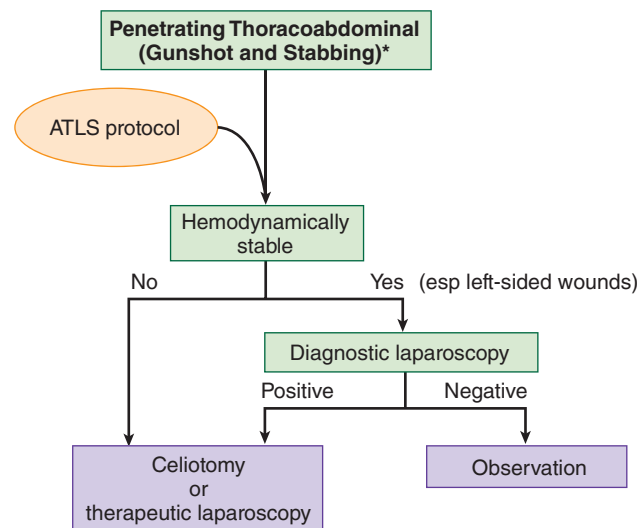 Penetrating Thoracoabdominal
(Gunshot and Stabbing)*
ATLS protocol
Hemodynamically
stable
No
Yes (esp left-sided wounds)
Diagnostic laparoscopy
Positive
Negative
Celiotomy
or
therapeutic laparoscopy
Observation